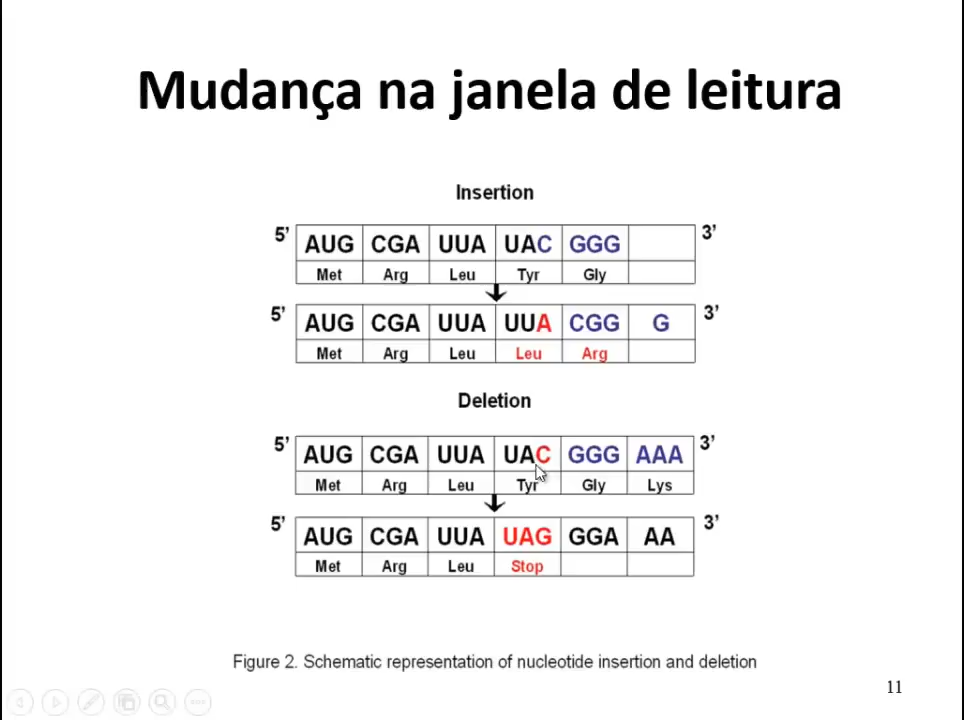 Mudança na janela de leitura
Insertion
5’ AUG CGA UUA UAC GGG 3’
Met Arg Leu Tyr Gly
5’ AUG CGA UUA UUA CGG G 3’
Met Arg Leu Leu Arg
Deletion
5’ AUG CGA UUA UAC GGG AAA 3’
Met Arg Leu Tyr Gly Lys
5’ AUG CGA UUA UAG GGA AA 3’
Met Arg Leu Stop
Figure 2. Schematic representation of nucleotide insertion and deletion
11